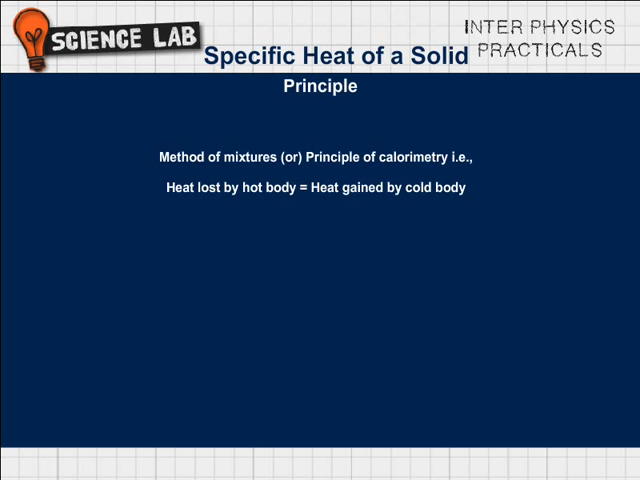 SCIENCE LAB
INTER PHYSICS
PRACTICALS
Specific Heat of a Solid
Principle
Method of mixtures (or) Principle of calorimetry i.e.,
Heat lost by hot body = Heat gained by cold body